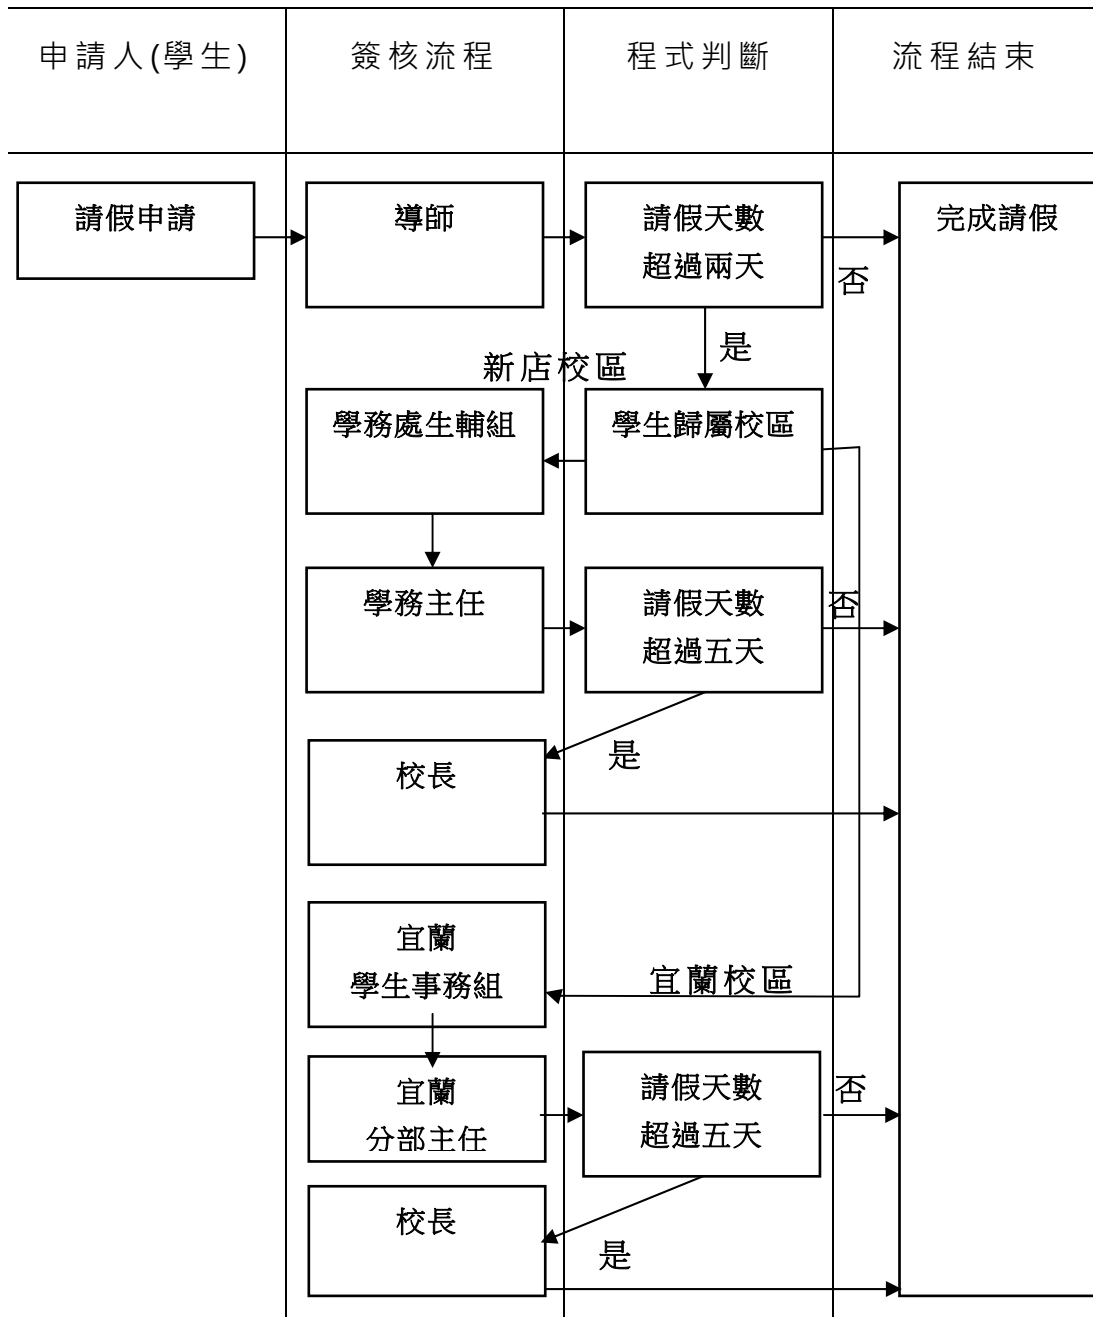 申請人(學生)
簽核流程
程式判斷
流程結束
請假申請
導師
請假天數
超過兩天
完成請假
否
是
新店校區
學務處生輔組
學生歸屬校區
學務主任
請假天數
超過五天
否
校長
是
宜蘭
學生事務組
宜蘭校區
宜蘭
分部主任
請假天數
超過五天
否
校長
是